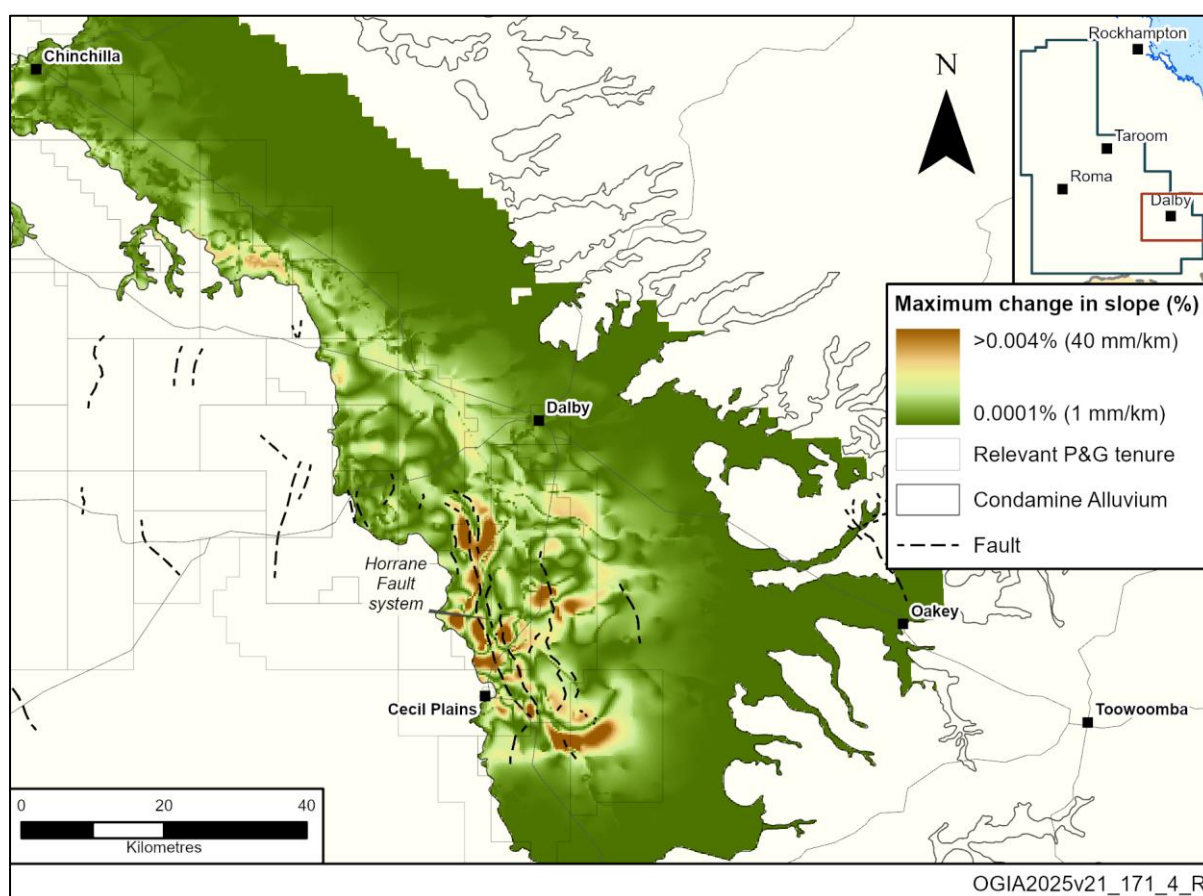 Chinchilla
Dalby
Horrane
Fault
system
Cecil Plains
Oakey
Toowoomba
N
Rockhampton
Taroom
Roma
Dalby
Maximum change in slope (%)
>0.004% (40 mm/km)
0.0001% (1 mm/km)
Relevant P&G tenure
Condamine Alluvium
Fault
0 20 40
Kilometres
OGIA2025v21_171_4_R